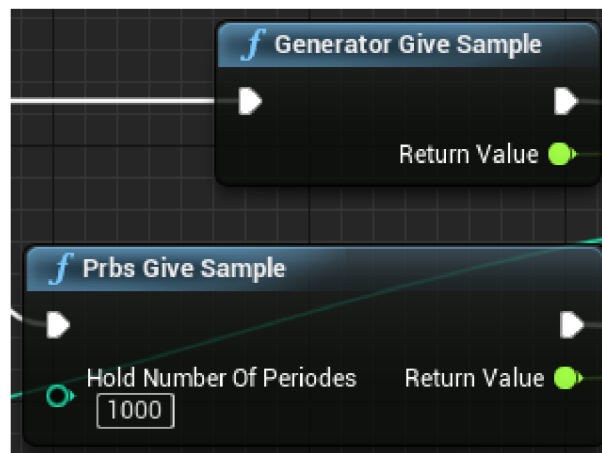 f Generator Give Sample
Return Value
f Prbs Give Sample
Hold Number Of Periodes Return Value
1000